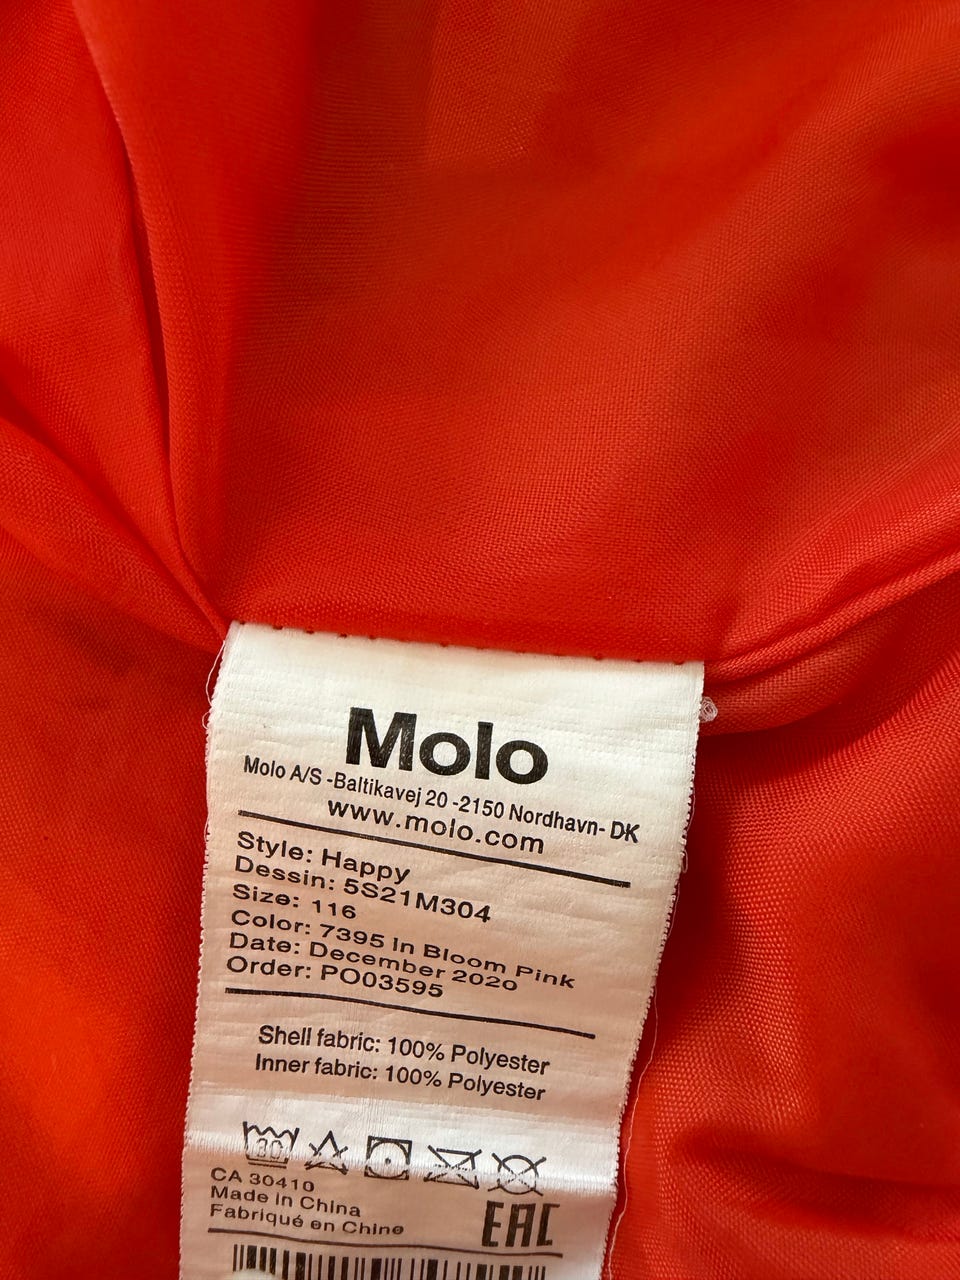 Molo
Molo A/S -Baltikavej 20 -2150 Nordhavn- DK
www.molo.com
Style: Happy
Dessin: 5S21M304
Size: 116
Color: 7395 In Bloom Pink
Date: December 2020
Order: PO03595
Shell fabric: 100% Polyester
Inner fabric: 100% Polyester
30
CA 30410
Made in China
Fabriqué en Chine
EAC